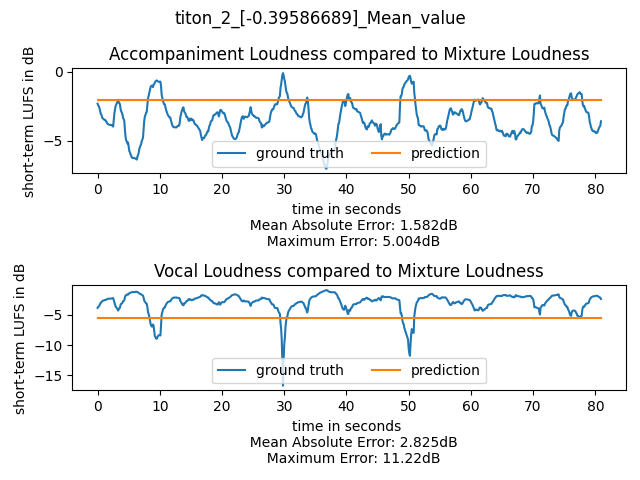 titon_2_[-0.39586689]_Mean_value
Accompaniment Loudness compared to Mixture Loudness
short-term LUFS in dB
0
−5
ground truth
prediction
0 10 20 30 40 50 60 70 80
time in seconds
Mean Absolute Error: 1.582dB
Maximum Error: 5.004dB
Vocal Loudness compared to Mixture Loudness
short-term LUFS in dB
−5
−10
−15
ground truth
prediction
0 10 20 30 40 50 60 70 80
time in seconds
Mean Absolute Error: 2.825dB
Maximum Error: 11.22dB